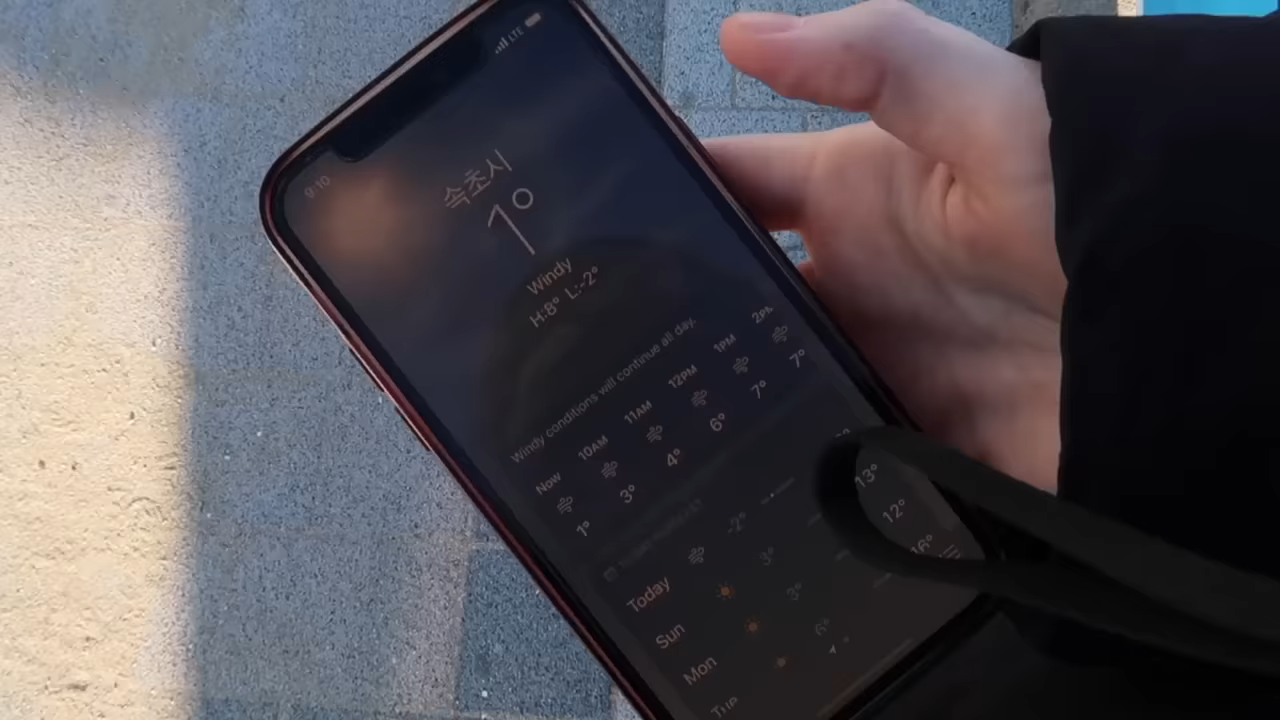 9:10 LTE
속초시
1°
Windy
H:8° L:-2°
Windy conditions will continue all day.
Now 10AM 11AM 12PM 1PM 2PM
1° 3° 4° 6° 7° 7°
Today -2°
Sun 3° 13°
Mon 3° 12°
Tue 6° 16°